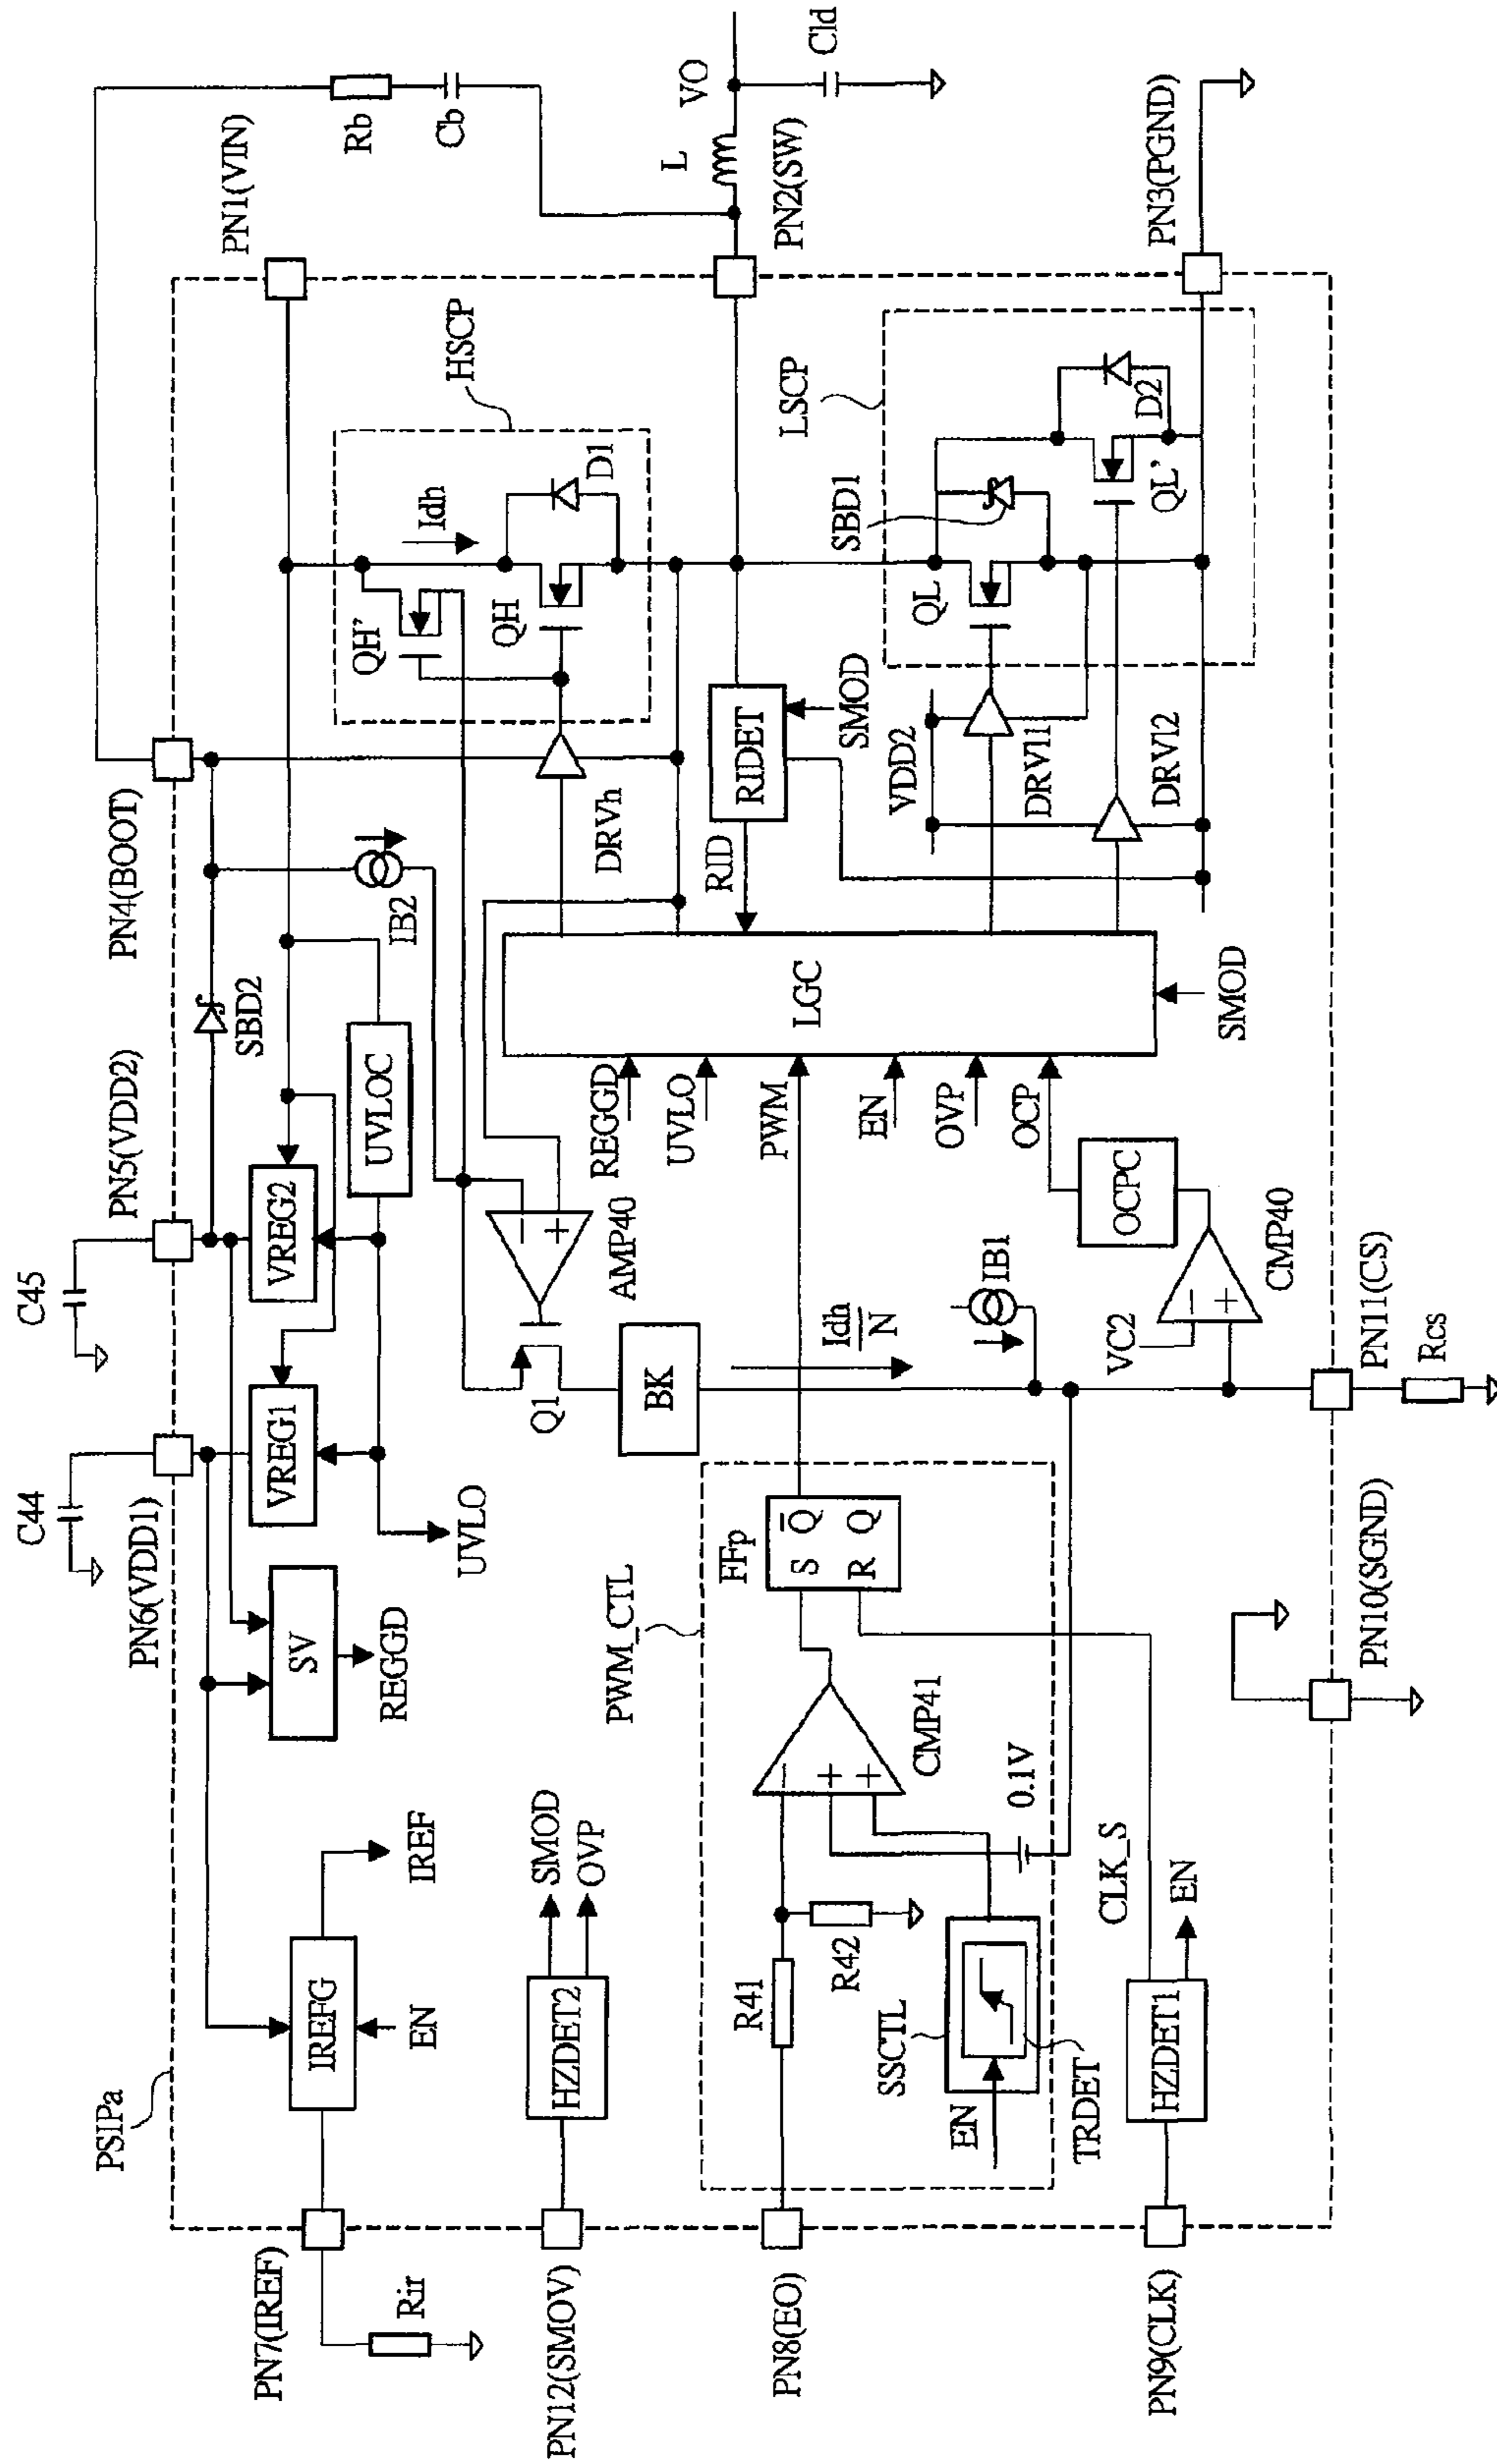 PSIPa
PN7(IREF)
Rir
IREFG
EN
IREF
PN12(SMOV)
HZDET2
SMOD
OVP
PN8(EO)
R41
R42
SSCTL
EN
TRDET
PN9(CLK)
HZDET1
EN
CLK_S
0.1V
CMP41
PWM_CTL
FFp
S Q
R Q
PN10(SGND)
SV
REGGD
PN6(VDD1)
C44
VREG1
UVLO
PN5(VDD2)
C45
VREG2
UVLOC
SBD2
PN4(BOOT)
IB2
Q1
AMP40
BK
Idh
N
IB1
VC2
CMP40
OCPC
PN11(CS)
Rcs
REGGD
UVLO
PWM
EN
OVP
OCP
LGC
SMOD
DRVh
RID
RIDET
SMOD
VDD2
DRVl1
DRVl2
QH'
QH
Idh
D1
HSCP
QL
SBD1
QL'
D2
LSCP
PN1(VIN)
Rb
Cb
PN2(SW)
L
VO
Cld
PN3(PGND)